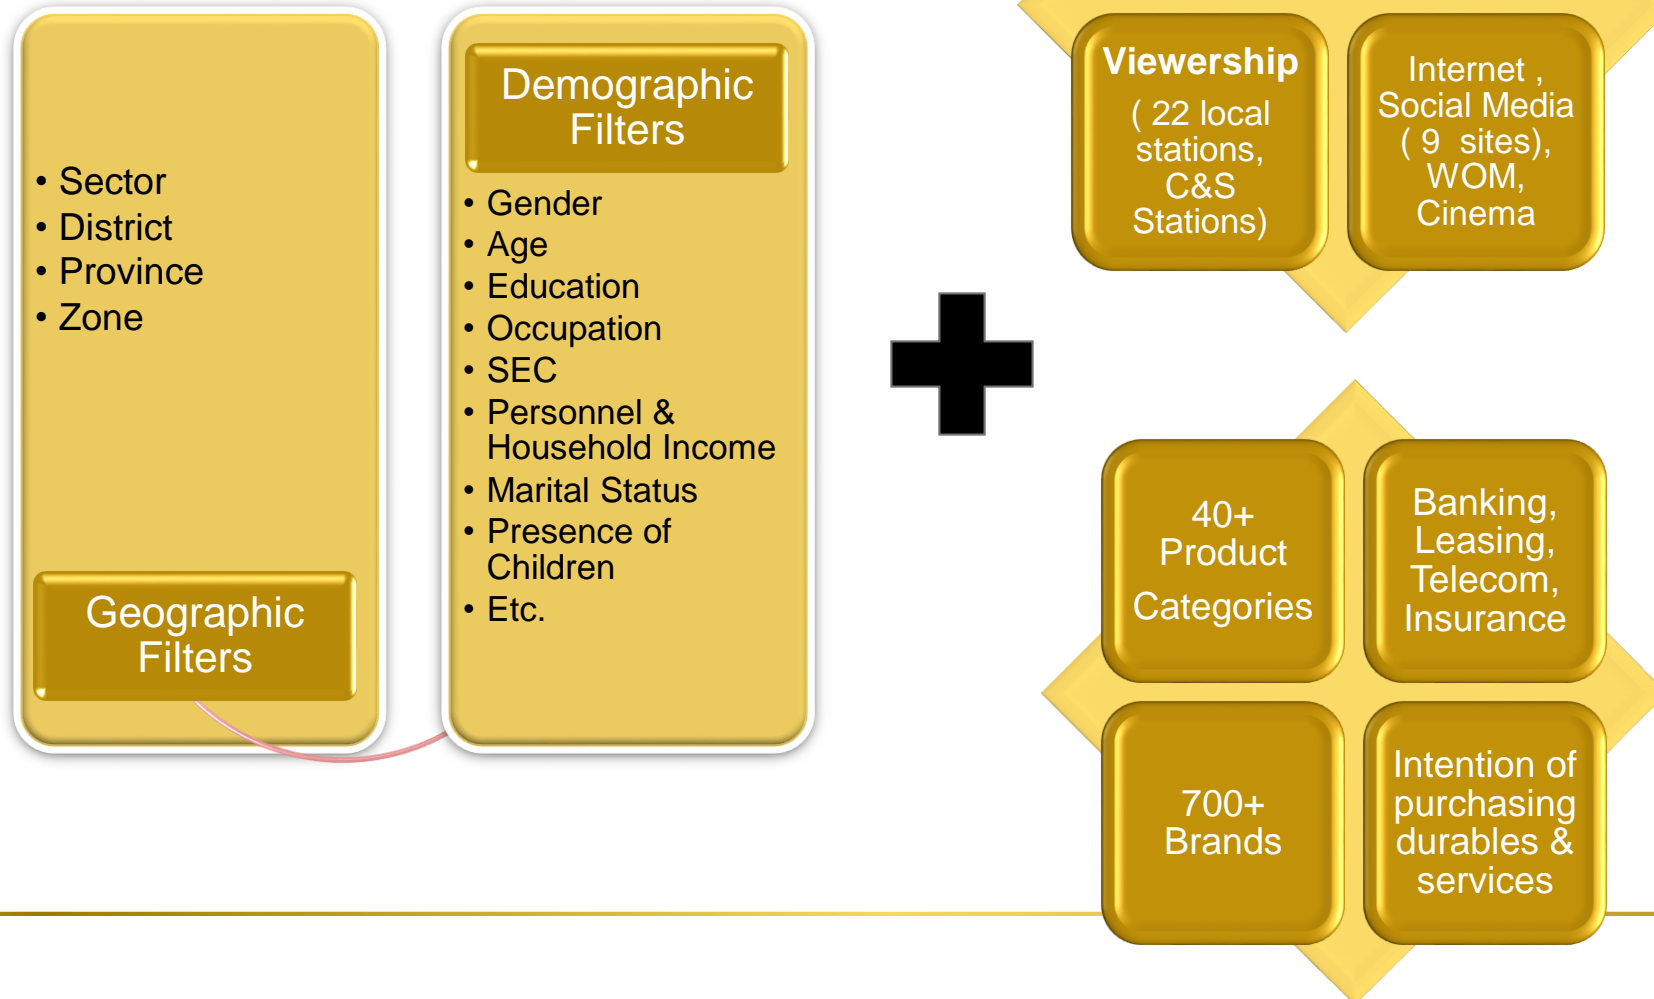 • Sector
• District
• Province
• Zone
Geographic
Filters
Demographic
Filters
• Gender
• Age
• Education
• Occupation
• SEC
• Personnel &
Household Income
• Marital Status
• Presence of
Children
• Etc.
Viewership
( 22 local
stations,
C&S
Stations)
Internet ,
Social Media
( 9 sites),
WOM,
Cinema
40+
Product
Categories
Banking,
Leasing,
Telecom,
Insurance
700+
Brands
Intention of
purchasing
durables &
services